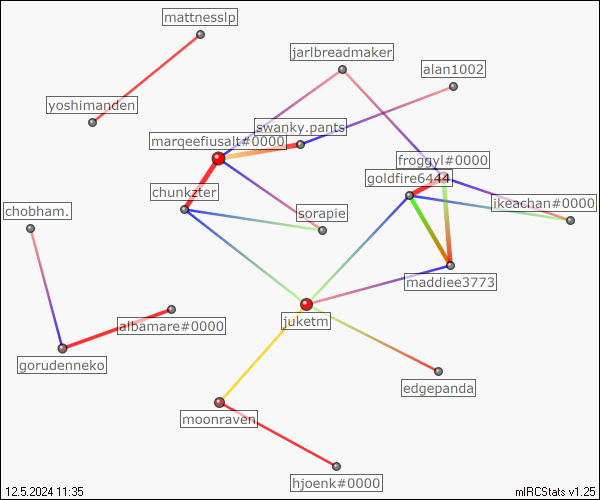 mattnesslp
jarlbreadmaker
alan1002
yoshimanden
swanky.pants
marqeefiusalt#0000
froggyl#0000
goldfire6444
chunkzter
ikeachan#0000
chobham.
sorapie
maddiee3773
juketm
albamare#0000
gorudenneko
edgepanda
moonraven
hjoenk#0000
12.5.2024 11:35
mIRCStats v1.25